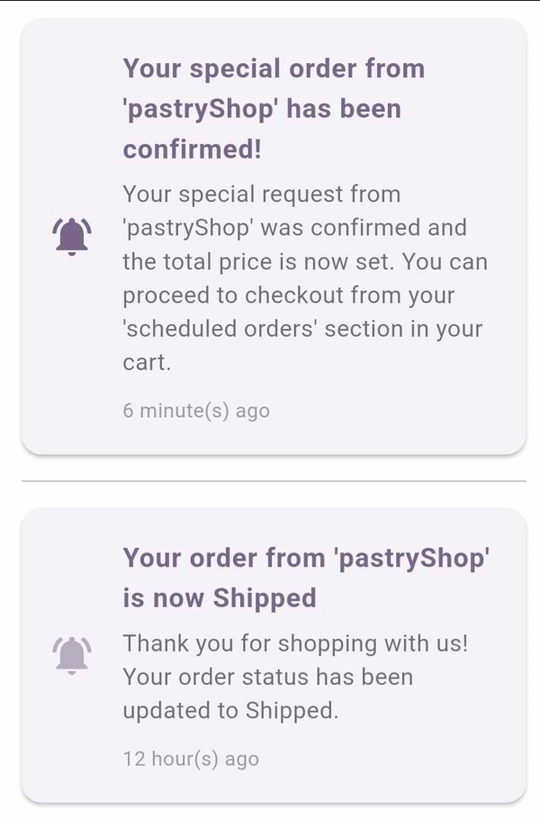 Your special order from
'pastryShop' has been
confirmed!
Your special request from
'pastryShop' was confirmed and
the total price is now set. You can
proceed to checkout from your
'scheduled orders' section in your
cart.
6 minute(s) ago
Your order from 'pastryShop'
is now Shipped
Thank you for shopping with us!
Your order status has been
updated to Shipped.
12 hour(s) ago